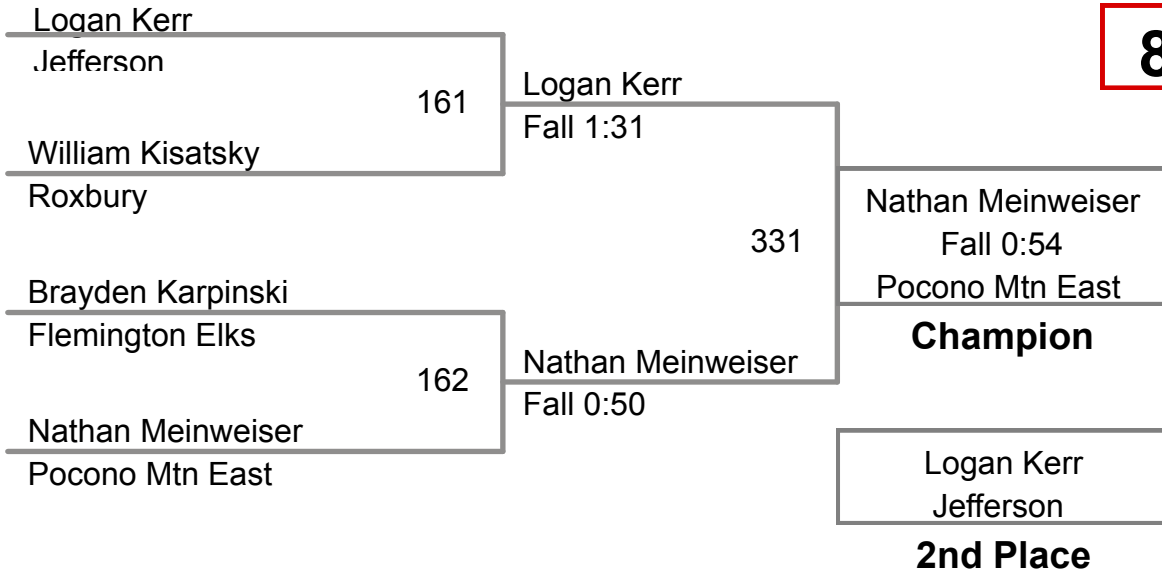 Logan Kerr
Jefferson
161
William Kisatsky
Roxbury
Logan Kerr
Fall 1:31
Brayden Karpinski
Flemington Elks
162
Nathan Meinweiser
Pocono Mtn East
Nathan Meinweiser
Fall 0:50
331
8
Nathan Meinweiser
Fall 0:54
Pocono Mtn East
Champion
Logan Kerr
Jefferson
2nd Place